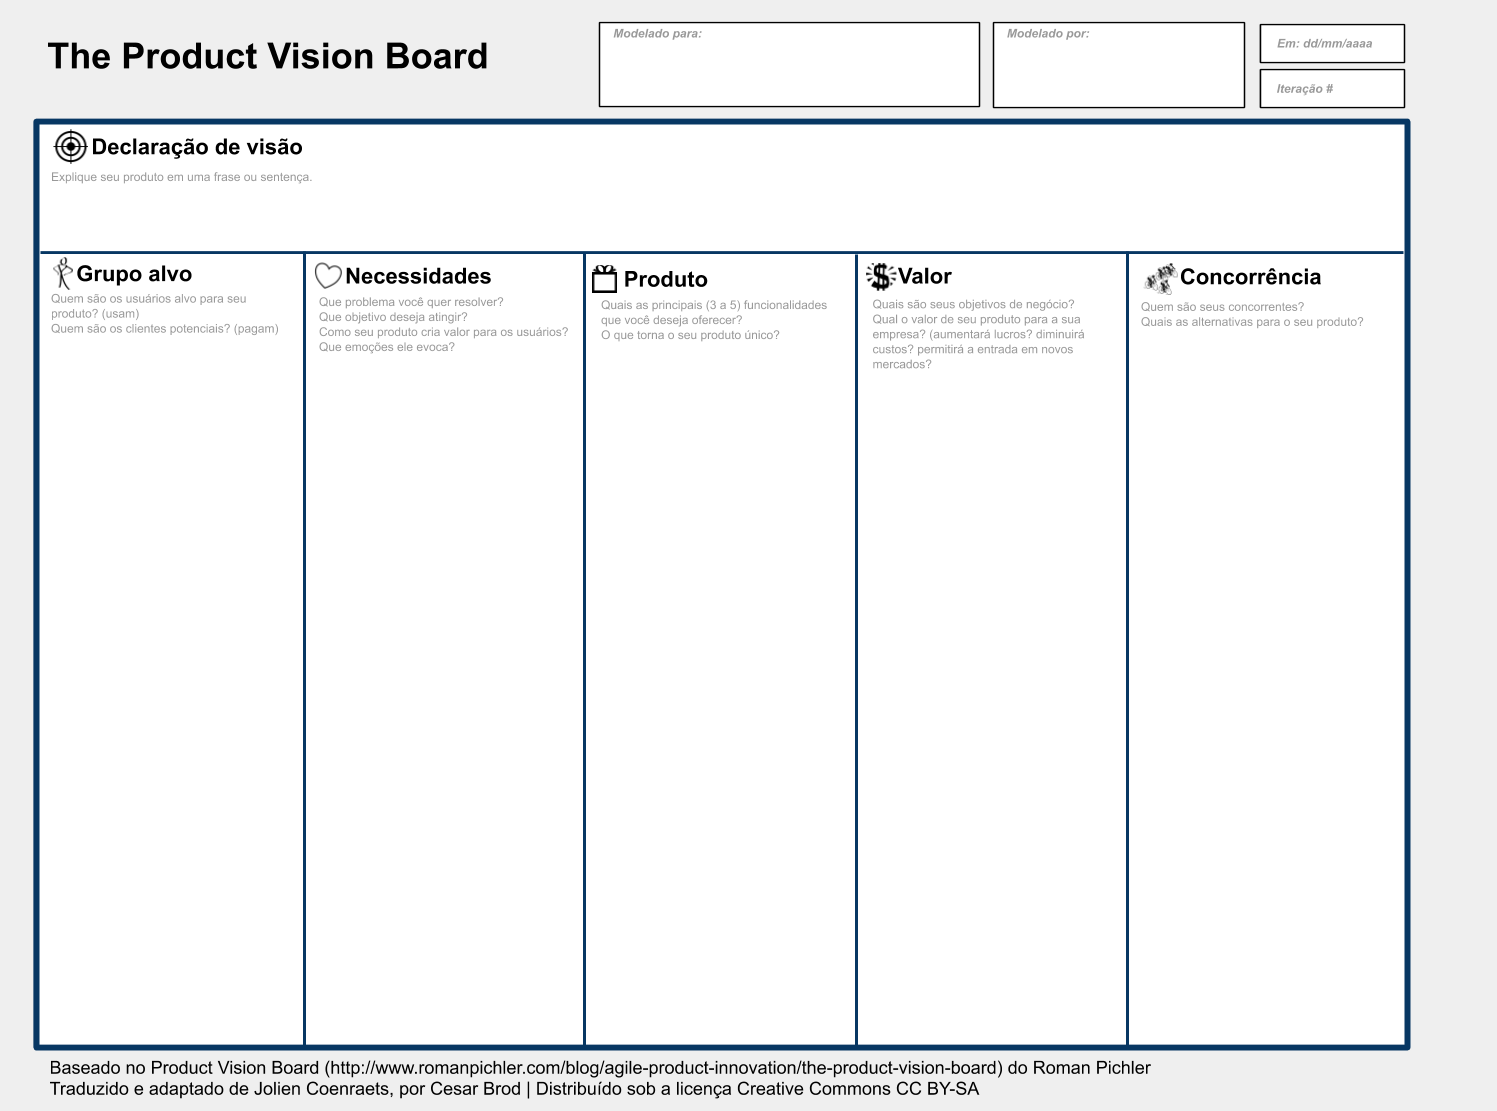 The Product Vision Board
Modelado para:
Modelado por:
Em: dd/mm/aaaa
Iteração #
Declaração de visão
Explique seu produto em uma frase ou sentença.
Grupo alvo
Quem são os usuários alvo para seu
produto? (usam)
Quem são os clientes potenciais? (pagam)
Necessidades
Que problema você quer resolver?
Que objetivo deseja atingir?
Como seu produto cria valor para os usuários?
Que emoções ele evoca?
Produto
Quais as principais (3 a 5) funcionalidades
que você deseja oferecer?
O que torna o seu produto único?
Valor
Quais são seus objetivos de negócio?
Qual o valor de seu produto para a sua
empresa? (aumentará lucros? diminuirá
custos? permitirá a entrada em novos
mercados?
Concorrência
Quem são seus concorrentes?
Quais as alternativas para o seu produto?
Baseado no Product Vision Board (http://www.romanpichler.com/blog/agile-product-innovation/the-product-vision-board) do Roman Pichler
Traduzido e adaptado de Jolien Coenraets, por Cesar Brod | Distribuído sob a licença Creative Commons CC BY-SA